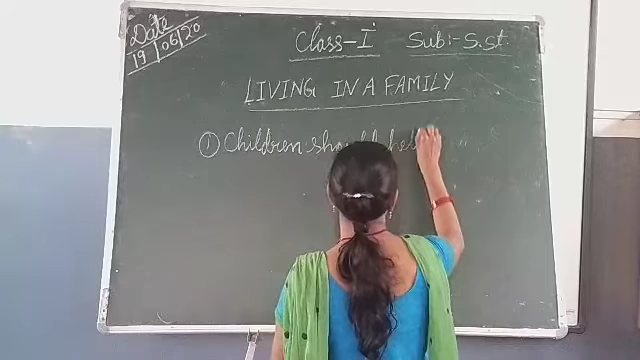 Date
19/06/20
Class-I Sub:-S.st.
LIVING IN A FAMILY
① Children should hel